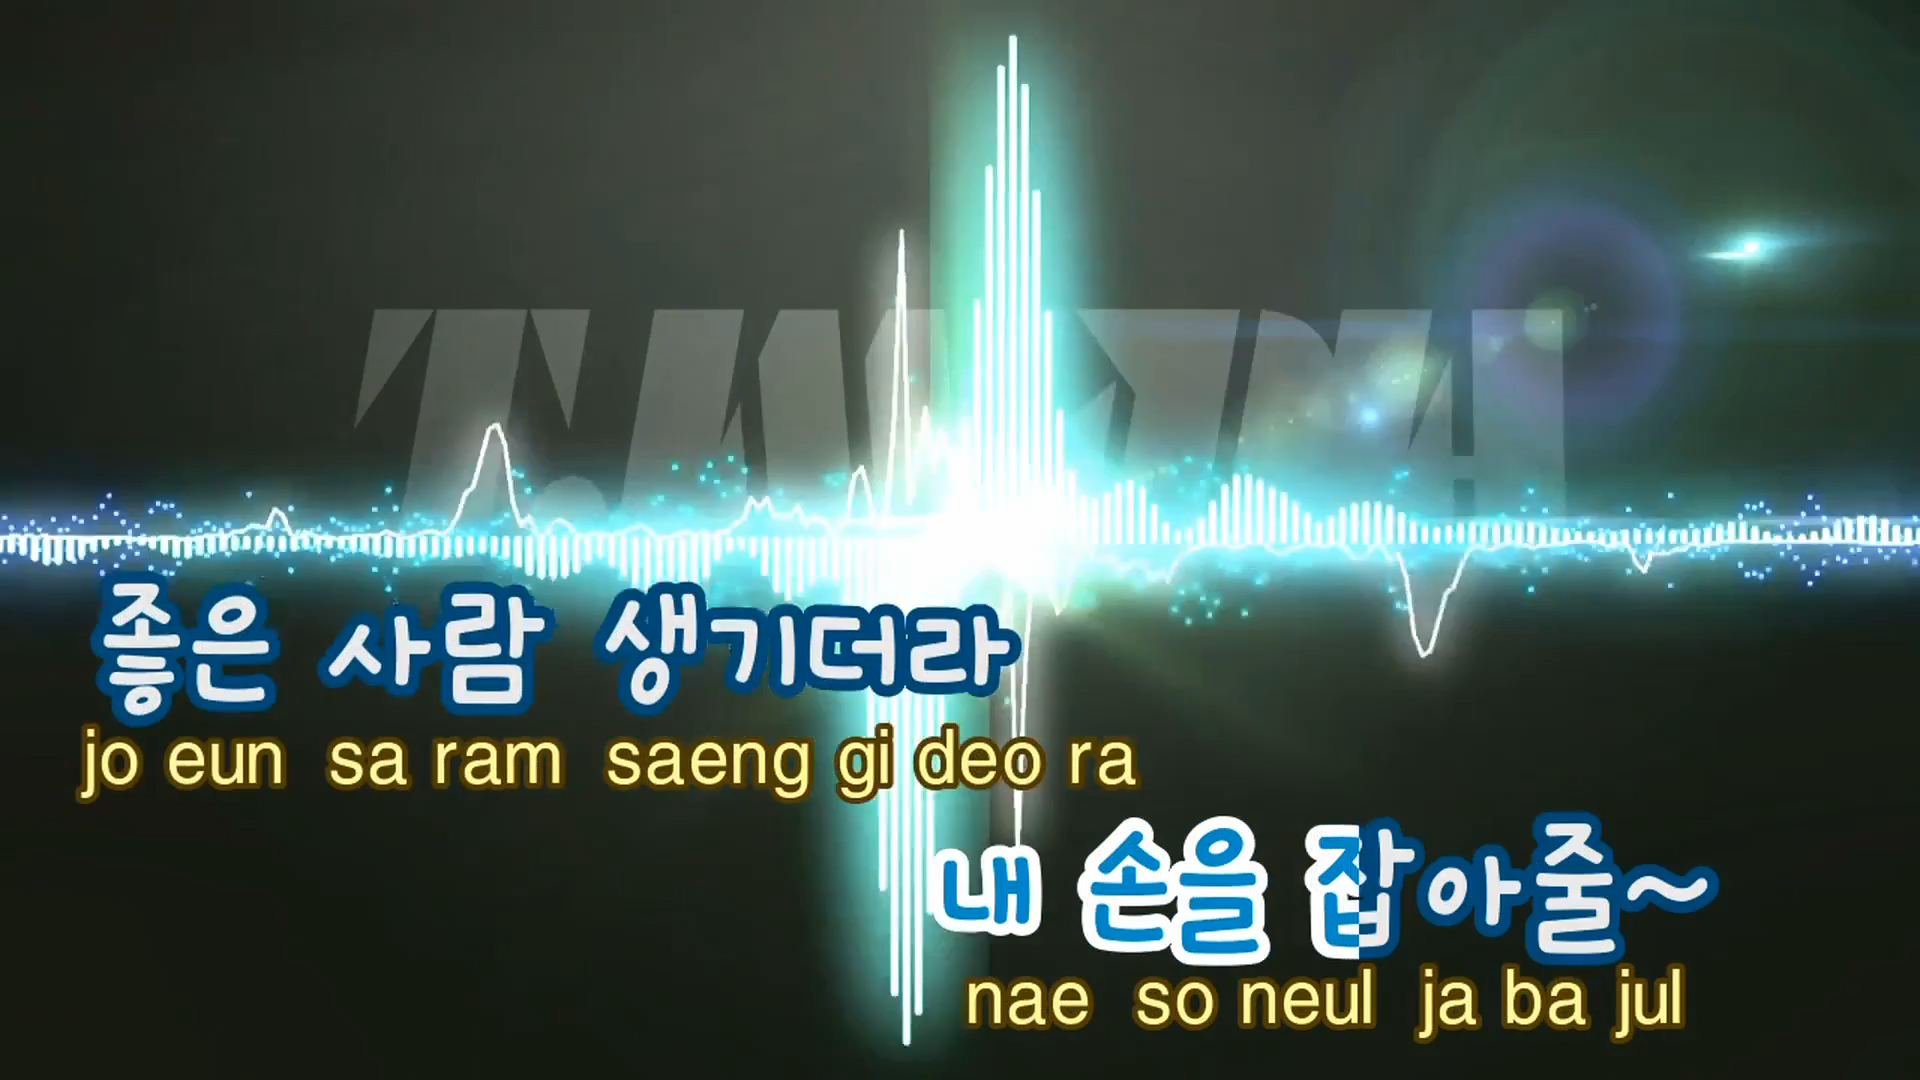 좋은 사람 생기더라
jo eun sa ram saeng gi deo ra
내 손을 잡아줄~
nae so neul ja ba jul